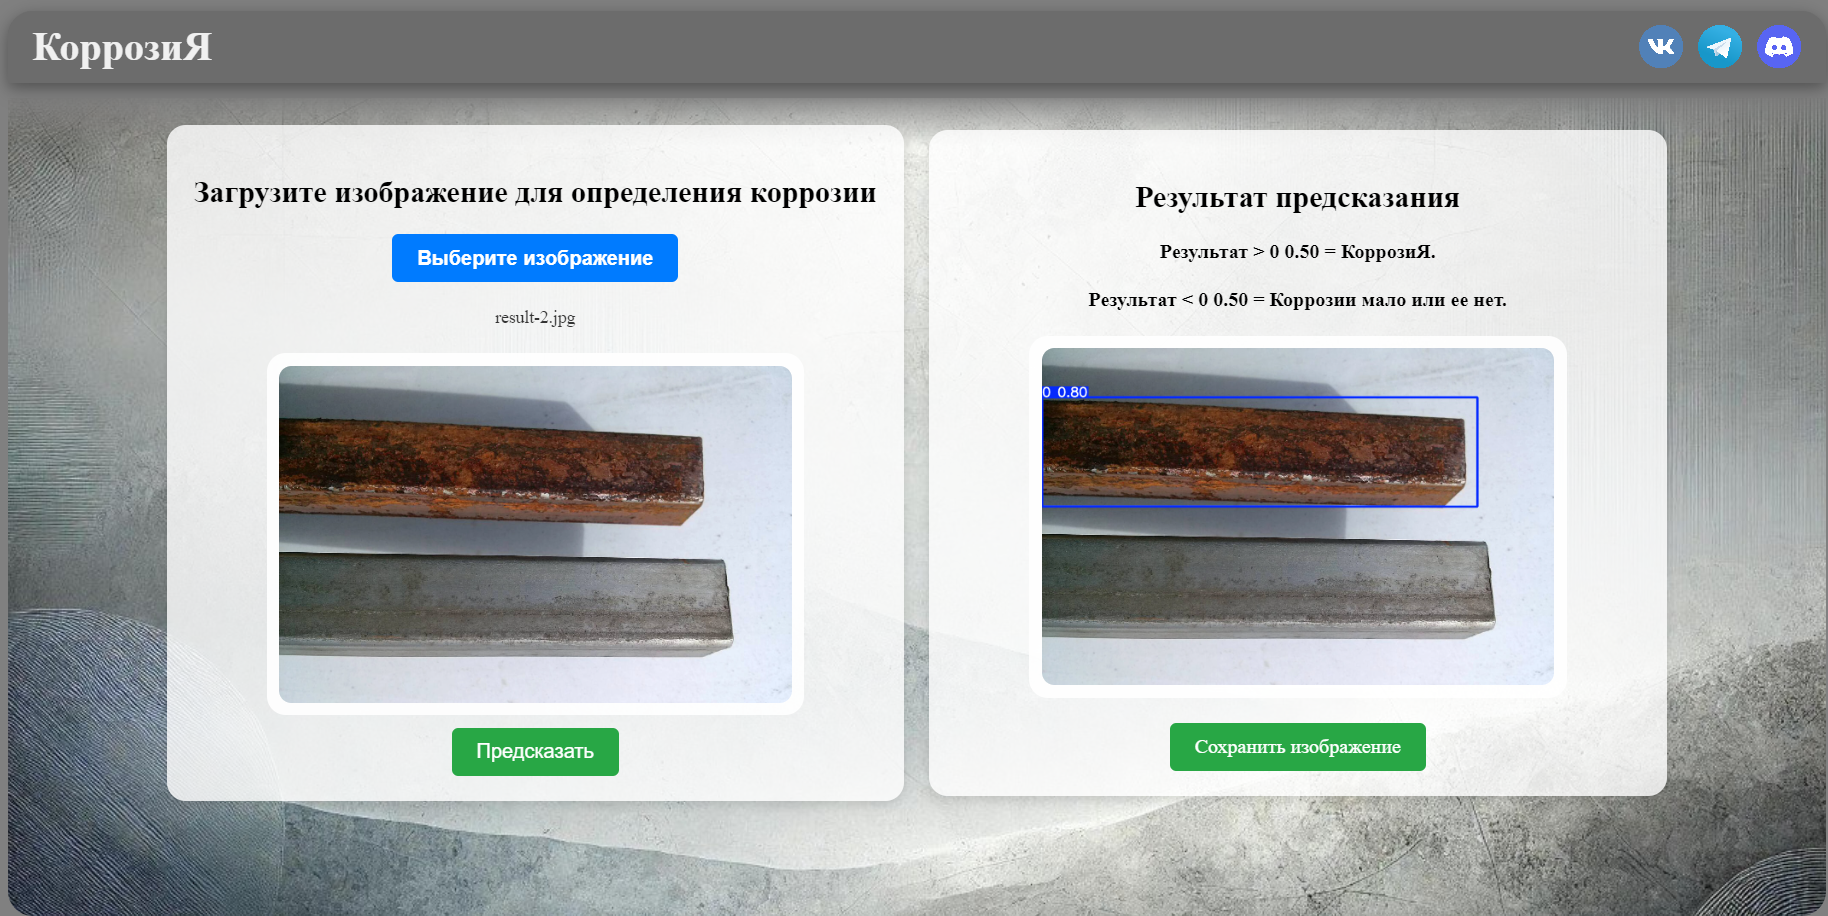 КоррозиЯ
Загрузите изображение для определения коррозии
Выберите изображение
result-2.jpg
Предсказать
Результат предсказания
Результат > 0 0.50 = КоррозиЯ.
Результат < 0 0.50 = Коррозии мало или ее нет.
0 0.80
Сохранить изображение